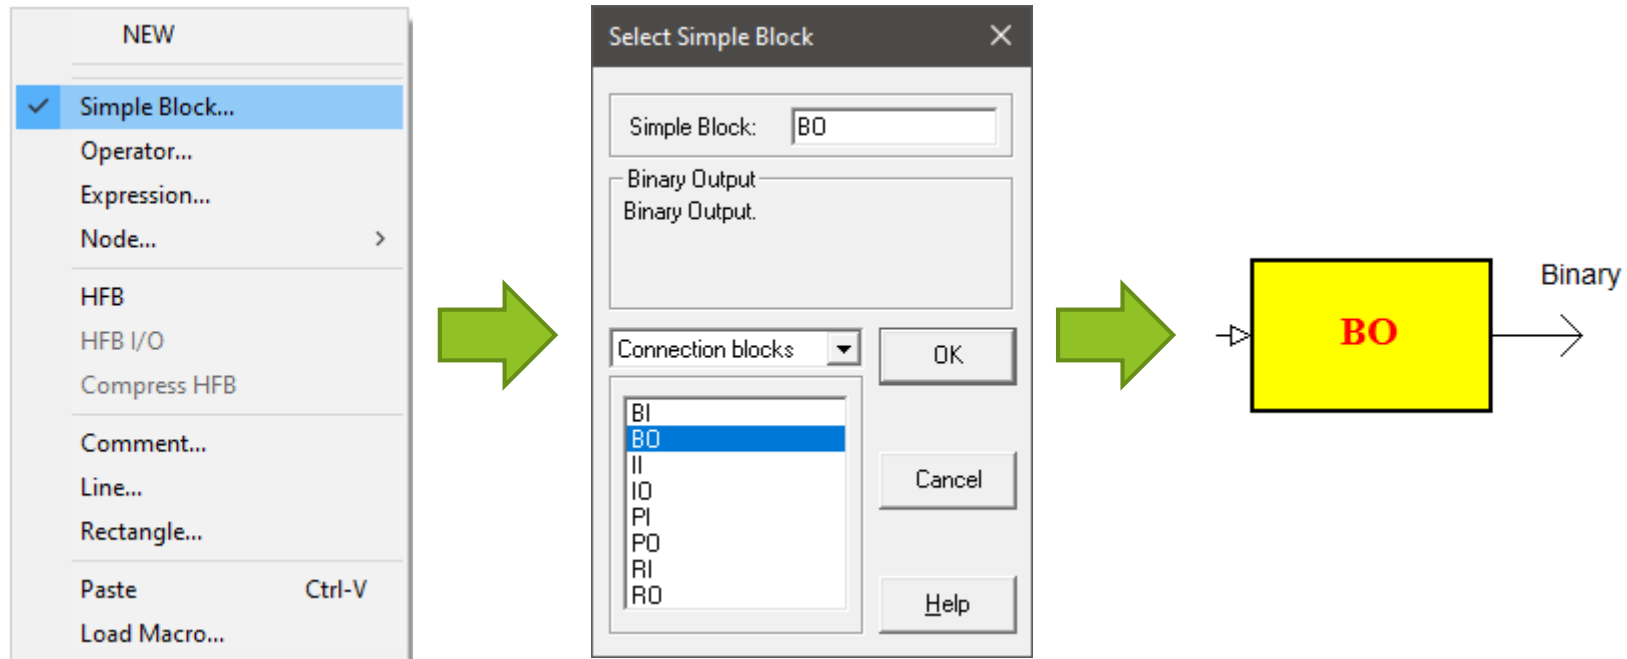 NEW
Simple Block...
Operator...
Expression...
Node...
HFB
HFB I/O
Compress HFB
Comment...
Line...
Rectangle...
Paste Ctrl-V
Load Macro...
Select Simple Block
Simple Block: BO
Binary Output
Binary Output.
Connection blocks
OK
BI
BO
II
IO
PI
PO
RI
RO
Cancel
Help
BO
Binary